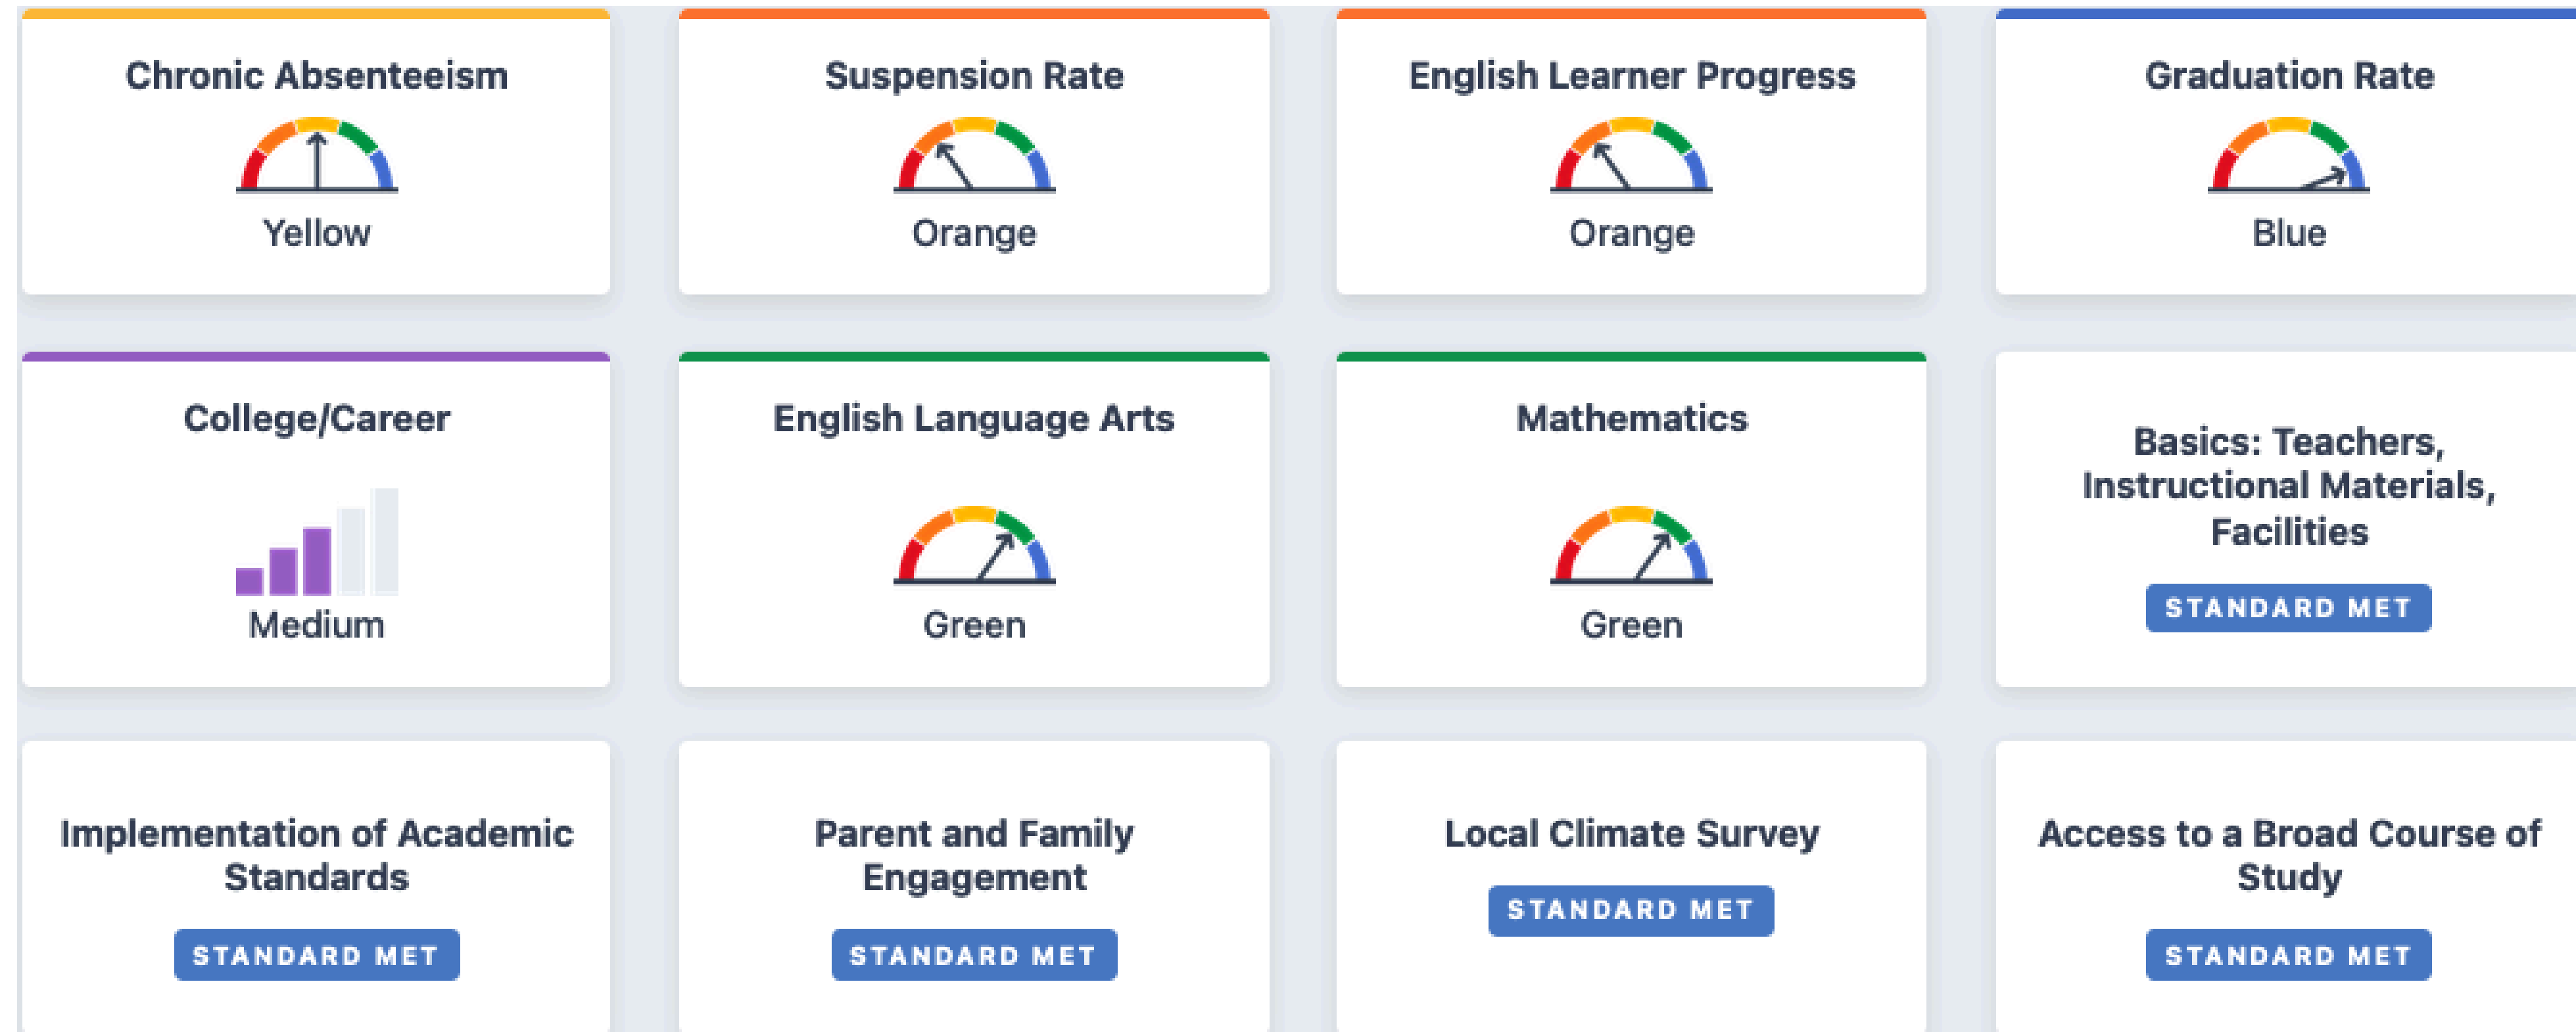 Chronic Absenteeism
Yellow
Suspension Rate
Orange
English Learner Progress
Orange
Graduation Rate
Blue
College/Career
Medium
English Language Arts
Green
Mathematics
Green
Basics: Teachers,
Instructional Materials,
Facilities
STANDARD MET
Implementation of Academic
Standards
STANDARD MET
Parent and Family
Engagement
STANDARD MET
Local Climate Survey
STANDARD MET
Access to a Broad Course of
Study
STANDARD MET